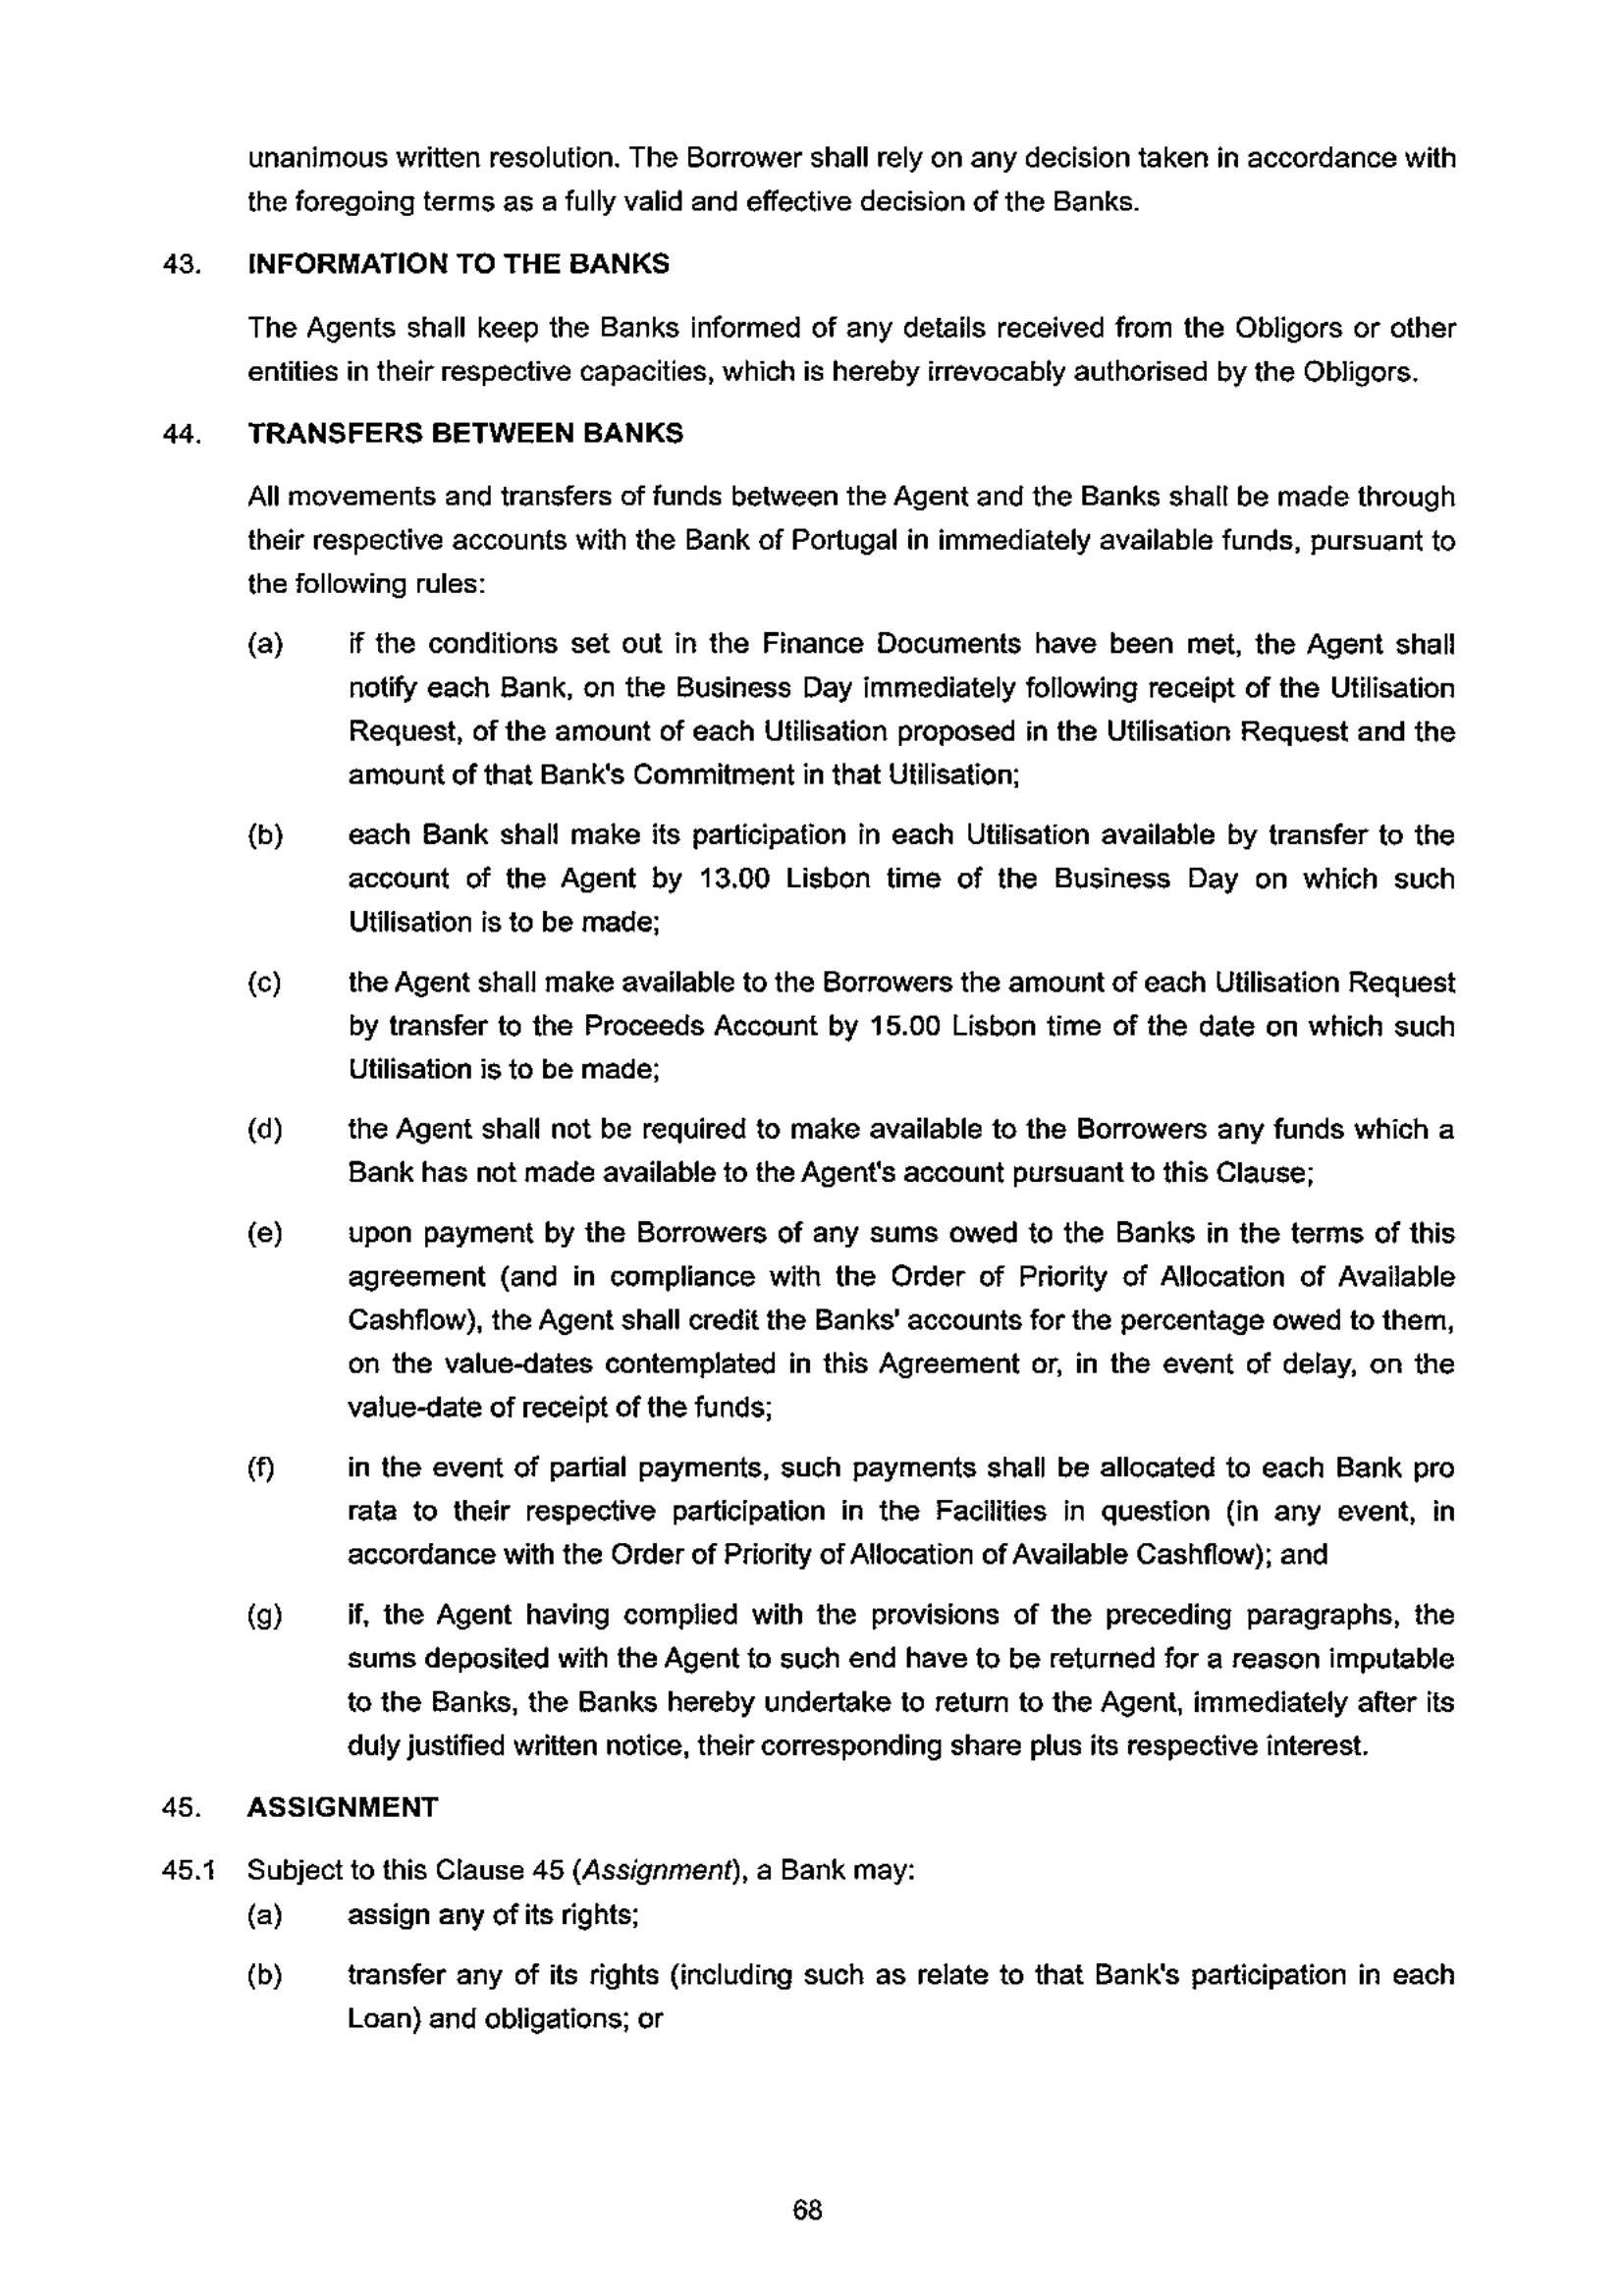 unanimous written resolution. The Borrower shall rely on any decision taken in accordance with
the foregoing terms as a fully valid and effective decision of the Banks.
43. INFORMATION TO THE BANKS
The Agents shall keep the Banks informed of any details received from the Obligors or other
entities in their respective capacities, which is hereby irrevocably authorised by the Obligors.
44. TRANSFERS BETWEEN BANKS
All movements and transfers of funds between the Agent and the Banks shall be made through
their respective accounts with the Bank of Portugal in immediately available funds, pursuant to
the following rules:
(a) if the conditions set out in the Finance Documents have been met, the Agent shall
notify each Bank, on the Business Day immediately following receipt of the Utilisation
Request, of the amount of each Utilisation proposed in the Utilisation Request and the
amount of that Bank's Commitment in that Utilisation;
(b) each Bank shall make its participation in each Utilisation available by transfer to the
account of the Agent by 13.00 Lisbon time of the Business Day on which such
Utilisation is to be made;
(c) the Agent shall make available to the Borrowers the amount of each Utilisation Request
by transfer to the Proceeds Account by 15.00 Lisbon time of the date on which such
Utilisation is to be made;
(d) the Agent shall not be required to make available to the Borrowers any funds which a
Bank has not made available to the Agent's account pursuant to this Clause;
(e) upon payment by the Borrowers of any sums owed to the Banks in the terms of this
agreement (and in compliance with the Order of Priority of Allocation of Available
Cashflow), the Agent shall credit the Banks' accounts for the percentage owed to them,
on the value-dates contemplated in this Agreement or, in the event of delay, on the
value-date of receipt of the funds;
(f) in the event of partial payments, such payments shall be allocated to each Bank pro
rata to their respective participation in the Facilities in question (in any event, in
accordance with the Order of Priority of Allocation of Available Cashflow); and
(g) if, the Agent having complied with the provisions of the preceding paragraphs, the
sums deposited with the Agent to such end have to be returned for a reason imputable
to the Banks, the Banks hereby undertake to return to the Agent, immediately after its
duly justified written notice, their corresponding share plus its respective interest.
45. ASSIGNMENT
45.1 Subject to this Clause 45 (Assignment), a Bank may:
(a) assign any of its rights;
(b) transfer any of its rights (including such as relate to that Bank's participation in each
Loan) and obligations; or
68